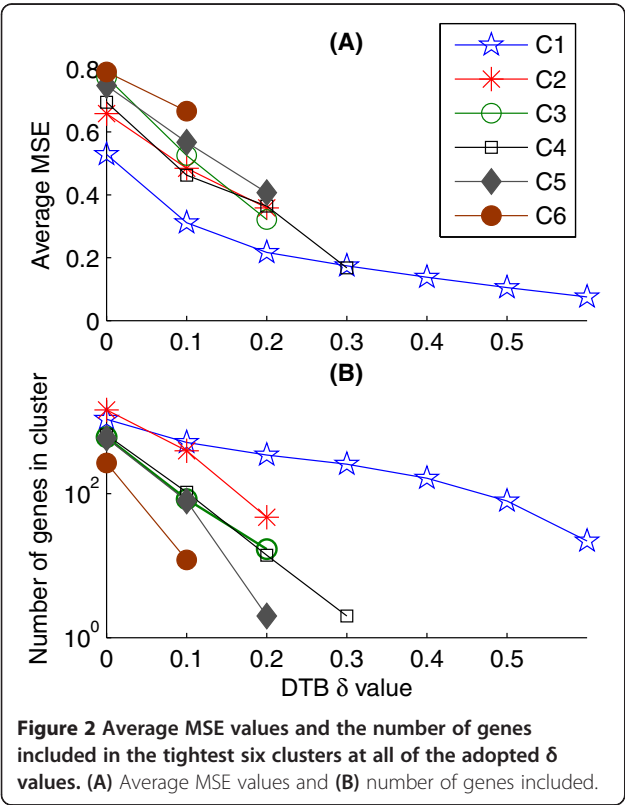 (A)
C1
C2
C3
C4
C5
C6
Average MSE
0.8
0.6
0.4
0.2
0
0 0.1 0.2 0.3 0.4 0.5
(B)
Number of genes in cluster
10^2
10^0
0 0.1 0.2 0.3 0.4 0.5
DTB δ value
Figure 2 Average MSE values and the number of genes
included in the tightest six clusters at all of the adopted δ
values. (A) Average MSE values and (B) number of genes included.